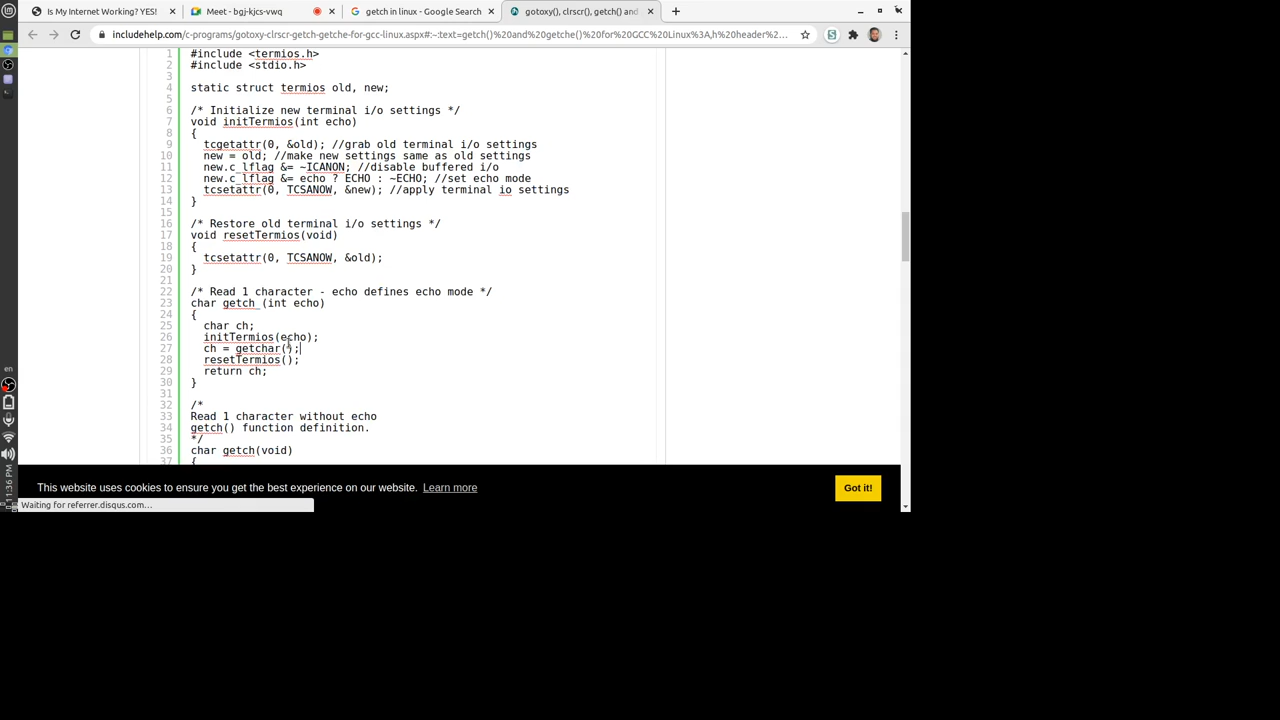 Is My Internet Working? YES!
Meet - bgj-kjcs-vwq
getch in linux - Google Search
gotoxy(), clrscr(), getch() and
includehelp.com/c-programs/gotoxy-clrscr-getch-getche-for-gcc-linux.aspx#:~:text=getch()%20and%20getche()%20for%20GCC%20Linux%3A,h%20header%2...
1 #include <termios.h>
2 #include <stdio.h>
3
4 static struct termios old, new;
5
6 /* Initialize new terminal i/o settings */
7 void initTermios(int echo)
8 {
9 tcgetattr(0, &old); //grab old terminal i/o settings
10 new = old; //make new settings same as old settings
11 new.c_lflag &= ~ICANON; //disable buffered i/o
12 new.c_lflag &= echo ? ECHO : ~ECHO; //set echo mode
13 tcsetattr(0, TCSANOW, &new); //apply terminal io settings
14 }
15
16 /* Restore old terminal i/o settings */
17 void resetTermios(void)
18 {
19 tcsetattr(0, TCSANOW, &old);
20 }
21
22 /* Read 1 character - echo defines echo mode */
23 char getch_(int echo)
24 {
25 char ch;
26 initTermios(echo);
27 ch = getchar();
28 resetTermios();
29 return ch;
30 }
31
32 /*
33 Read 1 character without echo
34 getch() function definition.
35 */
36 char getch(void)
37 {
en
11:36 PM
This website uses cookies to ensure you get the best experience on our website. Learn more
Got it!
Waiting for referrer.disqus.com...